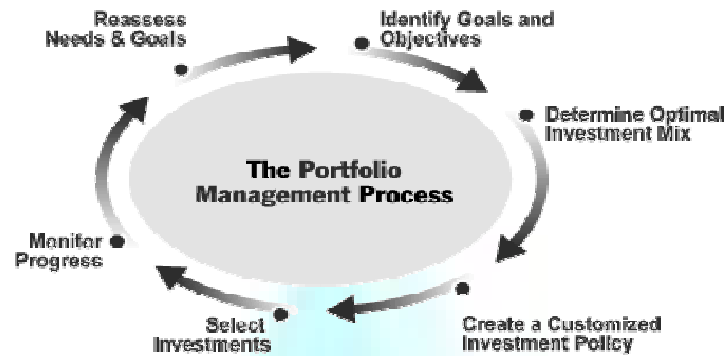 Reassess
Needs & Goals
Identify Goals and
Objectives
Determine Optimal
Investment Mix
The Portfolio
Management Process
Monitor
Progress
Select
Investments
Create a Customized
Investment Policy